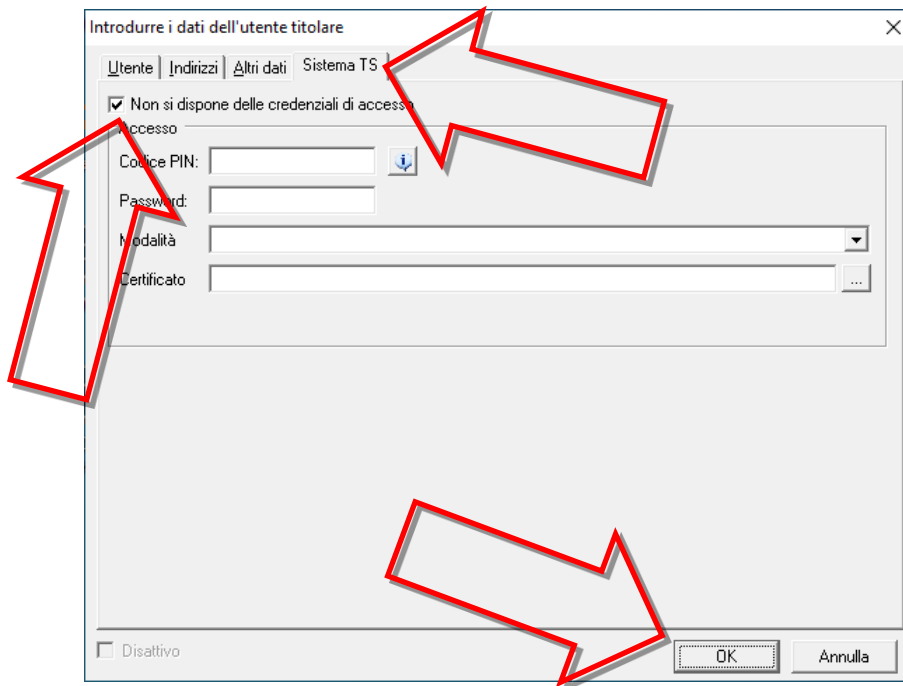 Introdurre i dati dell'utente titolare
Utente Indirizzi Altri dati Sistema TS
Non si dispone delle credenziali di accesso
Accesso
Codice PIN:
Password:
Modalità
Certificato ...
Disattivo OK Annulla